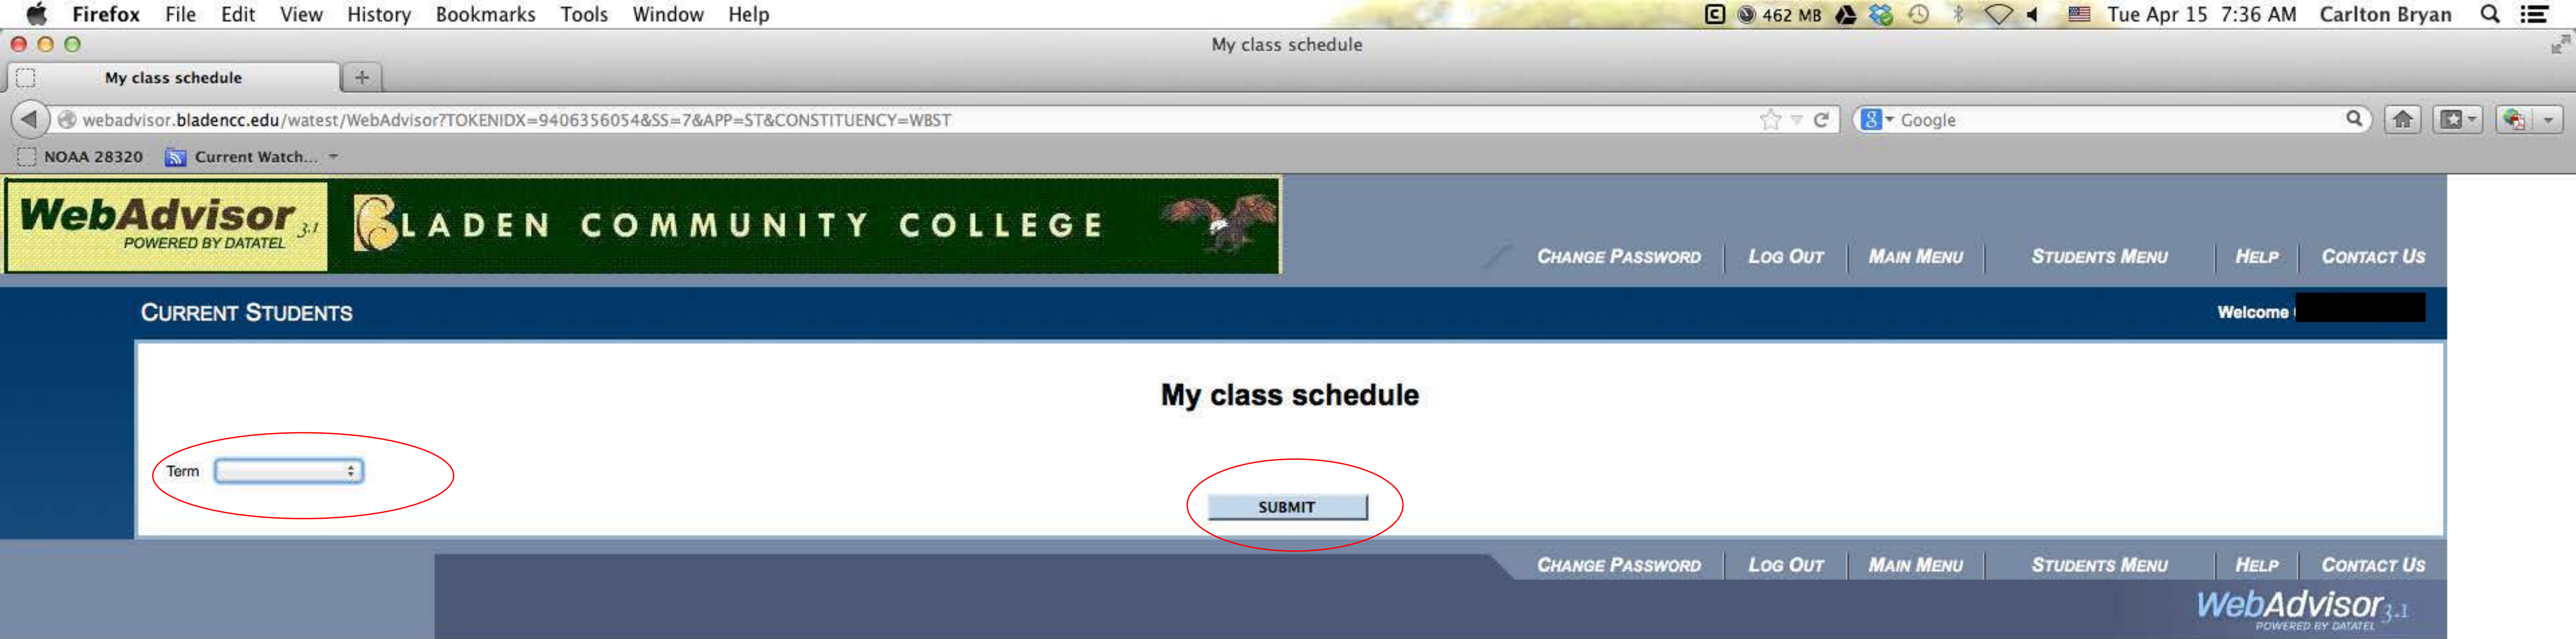 Firefox File Edit View History Bookmarks Tools Window Help 462 MB Tue Apr 15 7:36 AM Carlton Bryan
My class schedule
My class schedule
webadvisor.bladencc.edu/watest/WebAdvisor?TOKENIDX=9406356054&SS=7&APP=ST&CONSTITUENCY=WBST Google
NOAA 28320 Current Watch...
WebAdvisor 3.1
POWERED BY DATATEL
BLADEN COMMUNITY COLLEGE
CHANGE PASSWORD LOG OUT MAIN MENU STUDENTS MENU HELP CONTACT US
CURRENT STUDENTS Welcome
My class schedule
Term
SUBMIT
CHANGE PASSWORD LOG OUT MAIN MENU STUDENTS MENU HELP CONTACT US
WebAdvisor 3.1
POWERED BY DATATEL